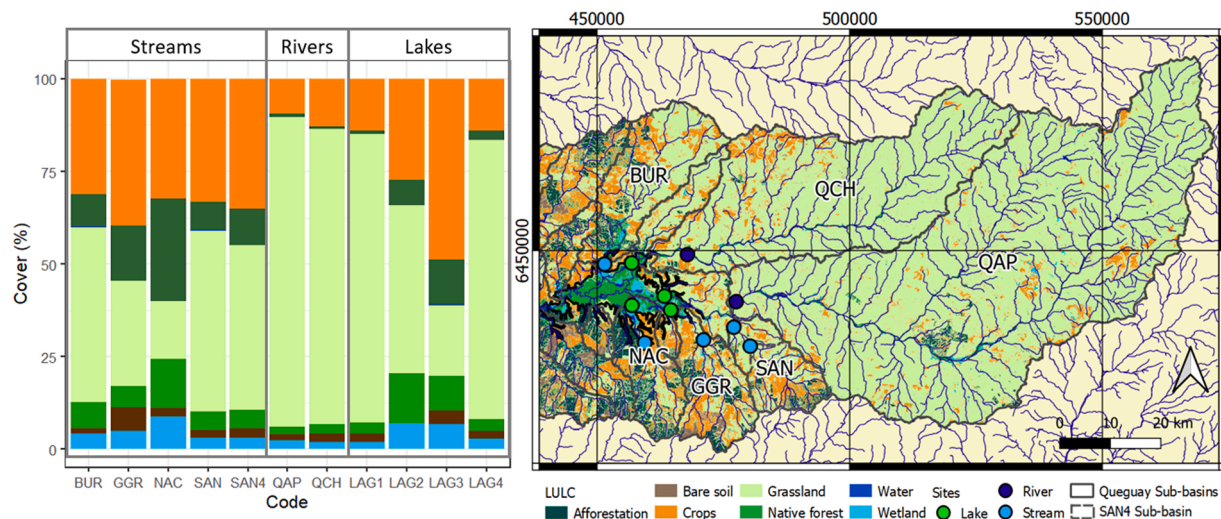 Streams Rivers Lakes
Cover (%)
100
75
50
25
0
BUR GGR NAC SAN SAN4 QAP QCH LAG1 LAG2 LAG3 LAG4
Code
450000 500000 550000
6450000
BUR
QCH
QAP
NAC
GGR
SAN
0 10 20 km
LULC Bare soil Grassland Water Sites River Queguay Sub-basins
Afforestation Crops Native forest Wetland Lake Stream SAN4 Sub-basin